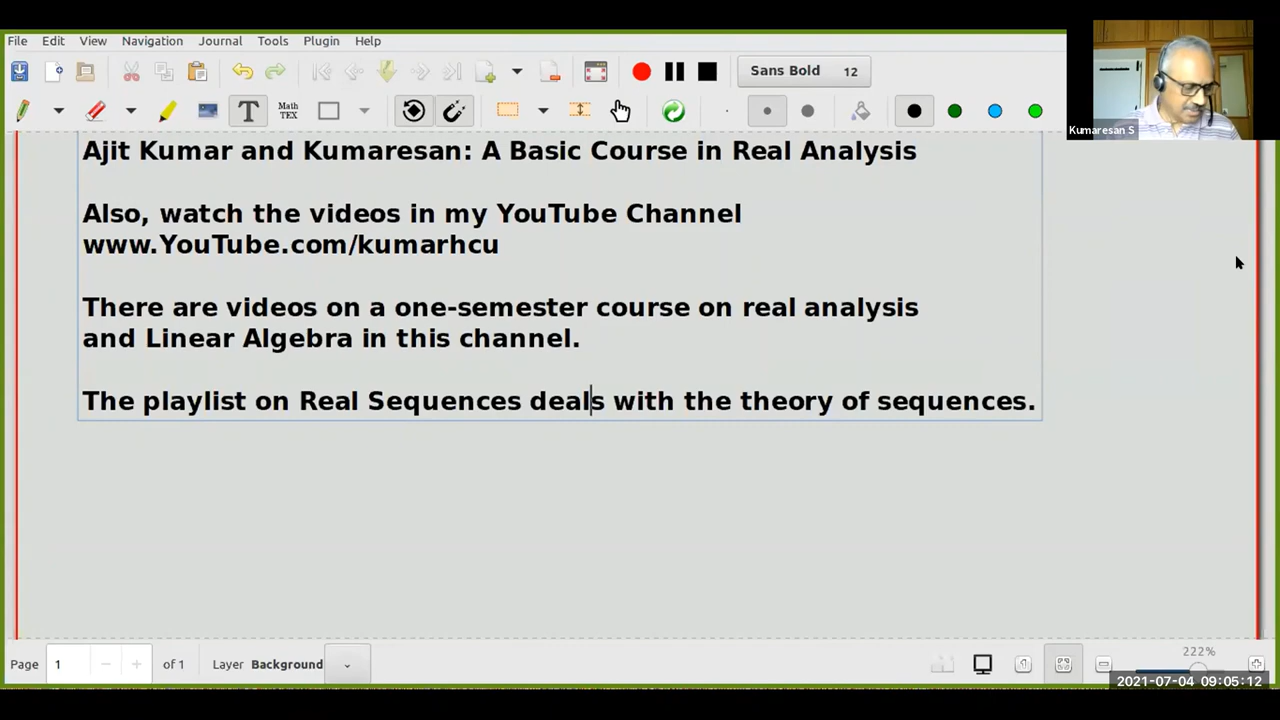 File Edit View Navigation Journal Tools Plugin Help
Sans Bold 12
Math
TEX
Kumaresan S
Ajit Kumar and Kumaresan: A Basic Course in Real Analysis
Also, watch the videos in my YouTube Channel
www.YouTube.com/kumarhcu
There are videos on a one-semester course on real analysis
and Linear Algebra in this channel.
The playlist on Real Sequences deals with the theory of sequences.
Page 1 of 1 Layer Background
222%
2021-07-04 09:05:12